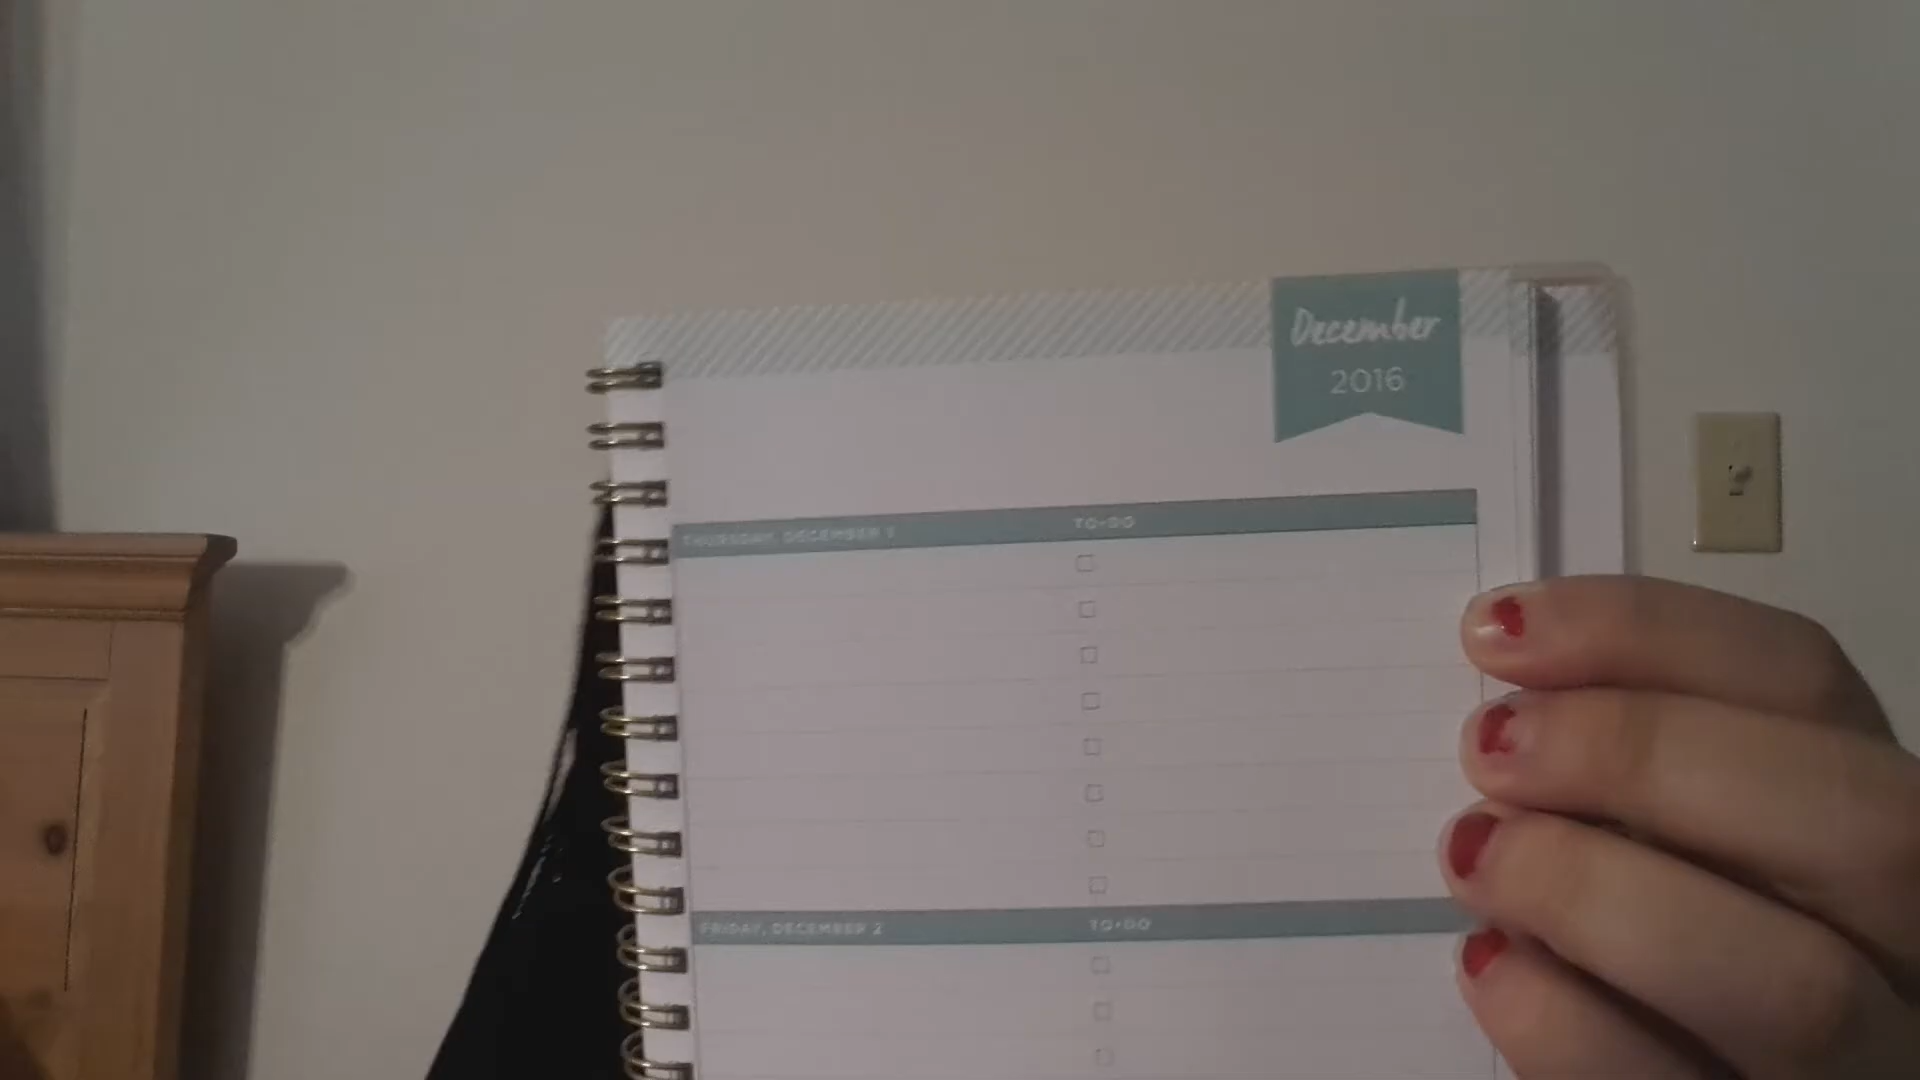 December
2016
THURSDAY, DECEMBER 1 TO-DO
FRIDAY, DECEMBER 2 TO-DO